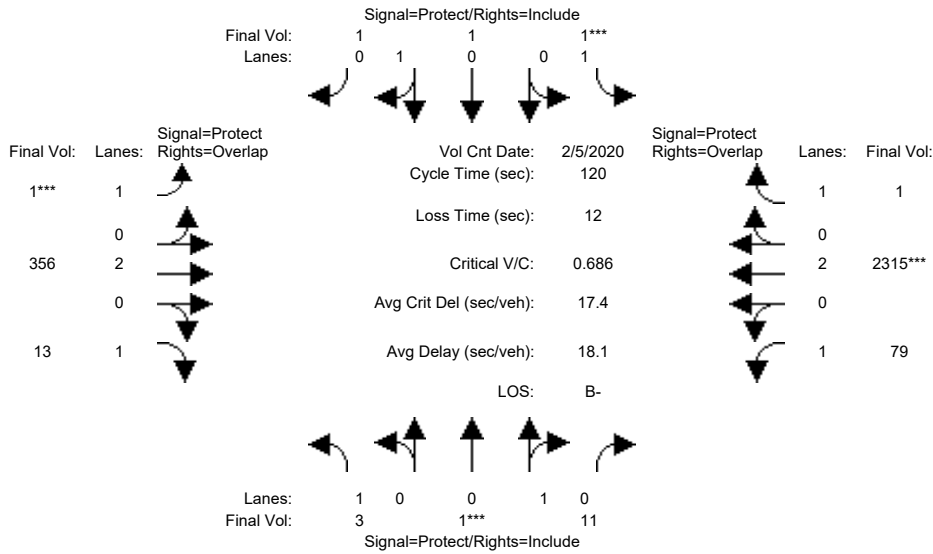 Signal=Protect/Rights=Include
Final Vol: 1 1 1***
Lanes: 0 1 0 0 1
Signal=Protect
Rights=Overlap
Signal=Protect
Rights=Overlap
Final Vol: Lanes:
Vol Cnt Date: 2/5/2020
Lanes: Final Vol:
Cycle Time (sec): 120
1*** 1
1 1
Loss Time (sec): 12
0
0
356 2
Critical V/C: 0.686
2 2315***
0
Avg Crit Del (sec/veh): 17.4
0
13 1
Avg Delay (sec/veh): 18.1
1 79
LOS: B-
Lanes: 1 0 0 1 0
Final Vol: 3 1*** 11
Signal=Protect/Rights=Include